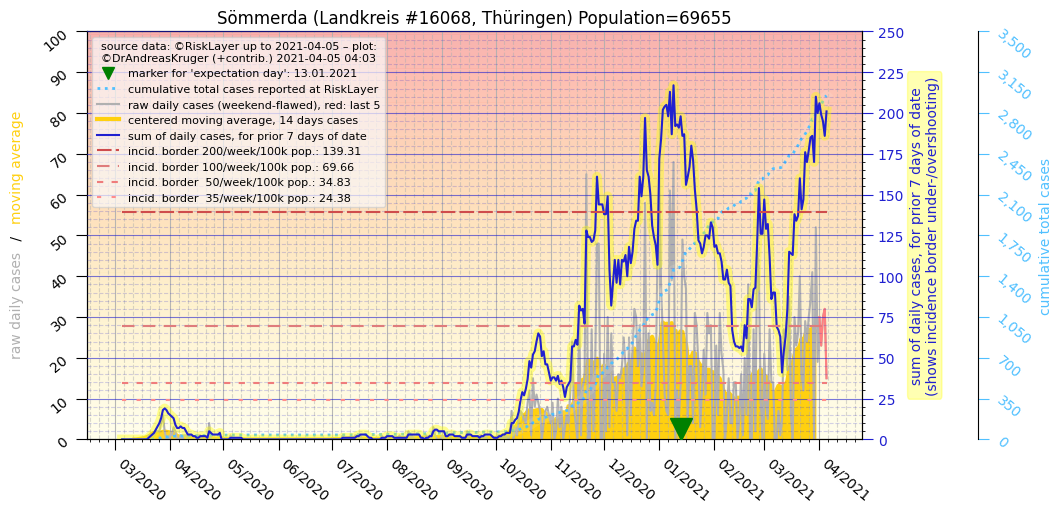 Sömmerda (Landkreis #16068, Thüringen) Population=69655
source data: ©RiskLayer up to 2021-04-05 – plot:
©DrAndreasKruger (+contrib.) 2021-04-05 04:03
marker for 'expectation day': 13.01.2021
cumulative total cases reported at RiskLayer
raw daily cases (weekend-flawed), red: last 5
centered moving average, 14 days cases
sum of daily cases, for prior 7 days of date
incid. border 200/week/100k pop.: 139.31
incid. border 100/week/100k pop.: 69.66
incid. border  50/week/100k pop.: 34.83
incid. border  35/week/100k pop.: 24.38
raw daily cases  /  moving average
100
90
80
70
60
50
40
30
20
10
0
250
225
200
175
150
125
100
75
50
25
0
sum of daily cases, for prior 7 days of date
(shows incidence border under-/overshooting)
3,500
3,150
2,800
2,450
2,100
1,750
1,400
1,050
700
350
0
cumulative total cases
03/2020
04/2020
05/2020
06/2020
07/2020
08/2020
09/2020
10/2020
11/2020
12/2020
01/2021
02/2021
03/2021
04/2021